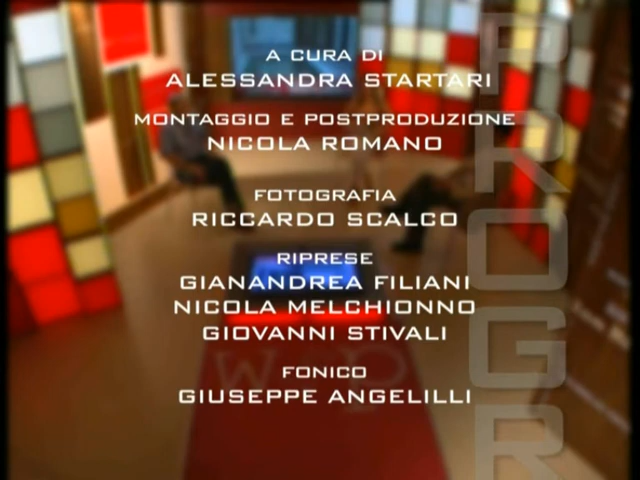 A CURA DI
ALESSANDRA STARTARI
MONTAGGIO E POSTPRODUZIONE
NICOLA ROMANO
FOTOGRAFIA
RICCARDO SCALCO
RIPRESE
GIANANDREA FILIANI
NICOLA MELCHIONNO
GIOVANNI STIVALI
FONICO
GIUSEPPE ANGELILLI
PROGR